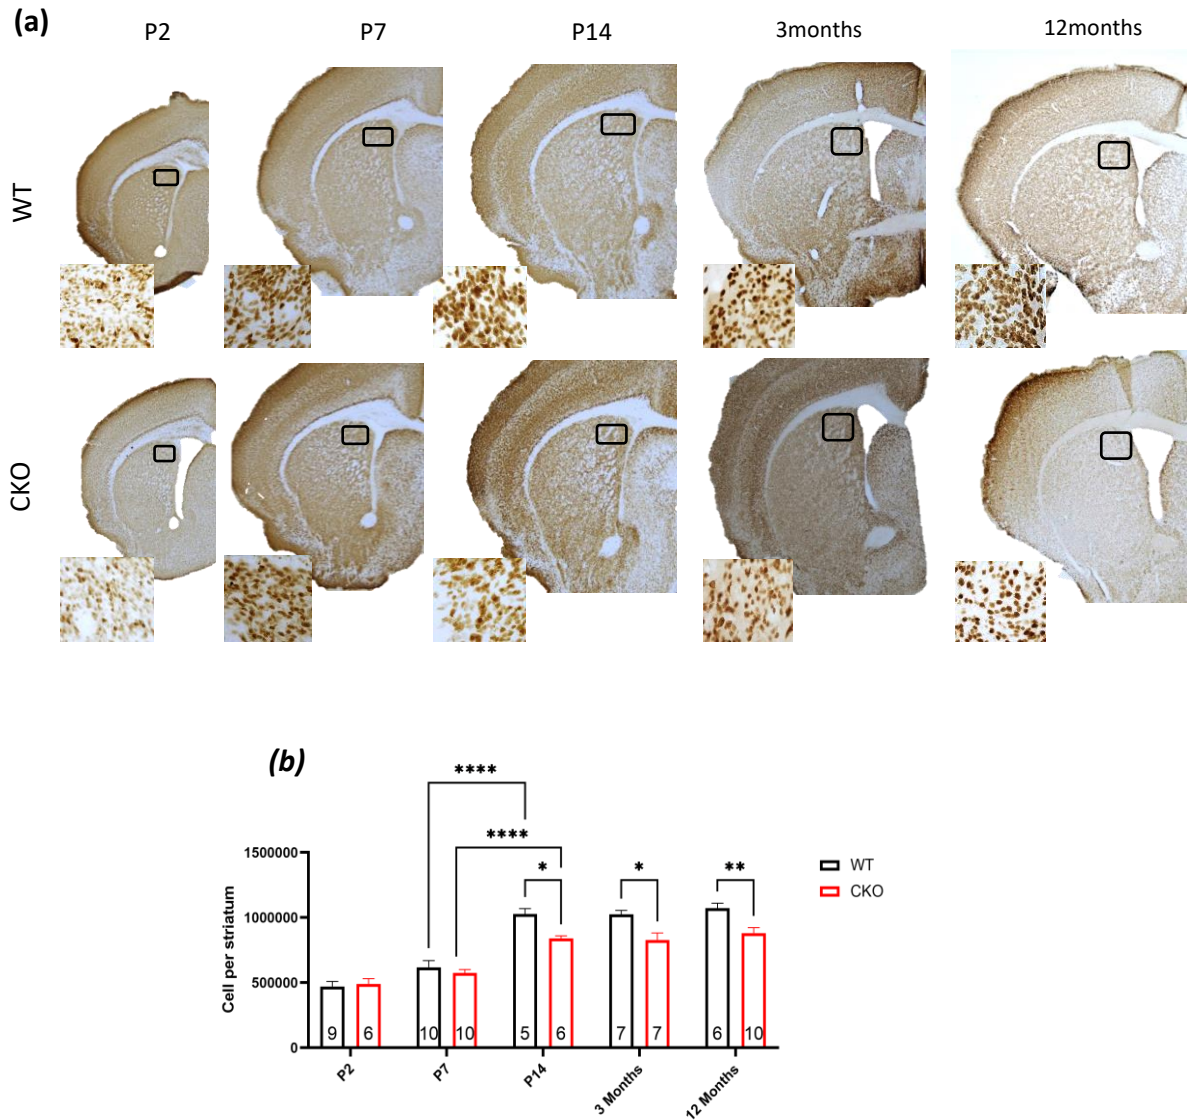 (a)
P2 P7 P14 3months 12months
WT
CKO
(b)
****
****
* * **
1500000
1000000
500000
0
Cell per striatum
WT
CKO
9 6 10 10 5 6 7 7 6 10
P2 P7 P14 3 Months 12 Months